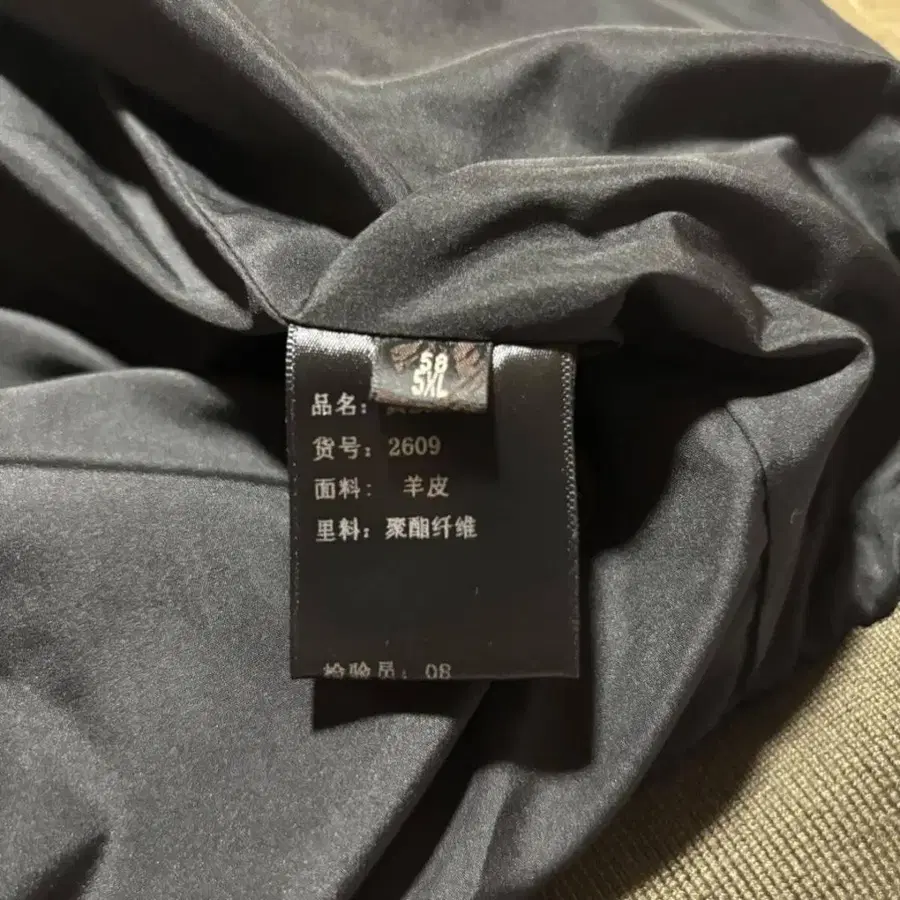 58
5XL
品名：
货号：2609
面料： 羊皮
里料：聚酯纤维
检验员：08